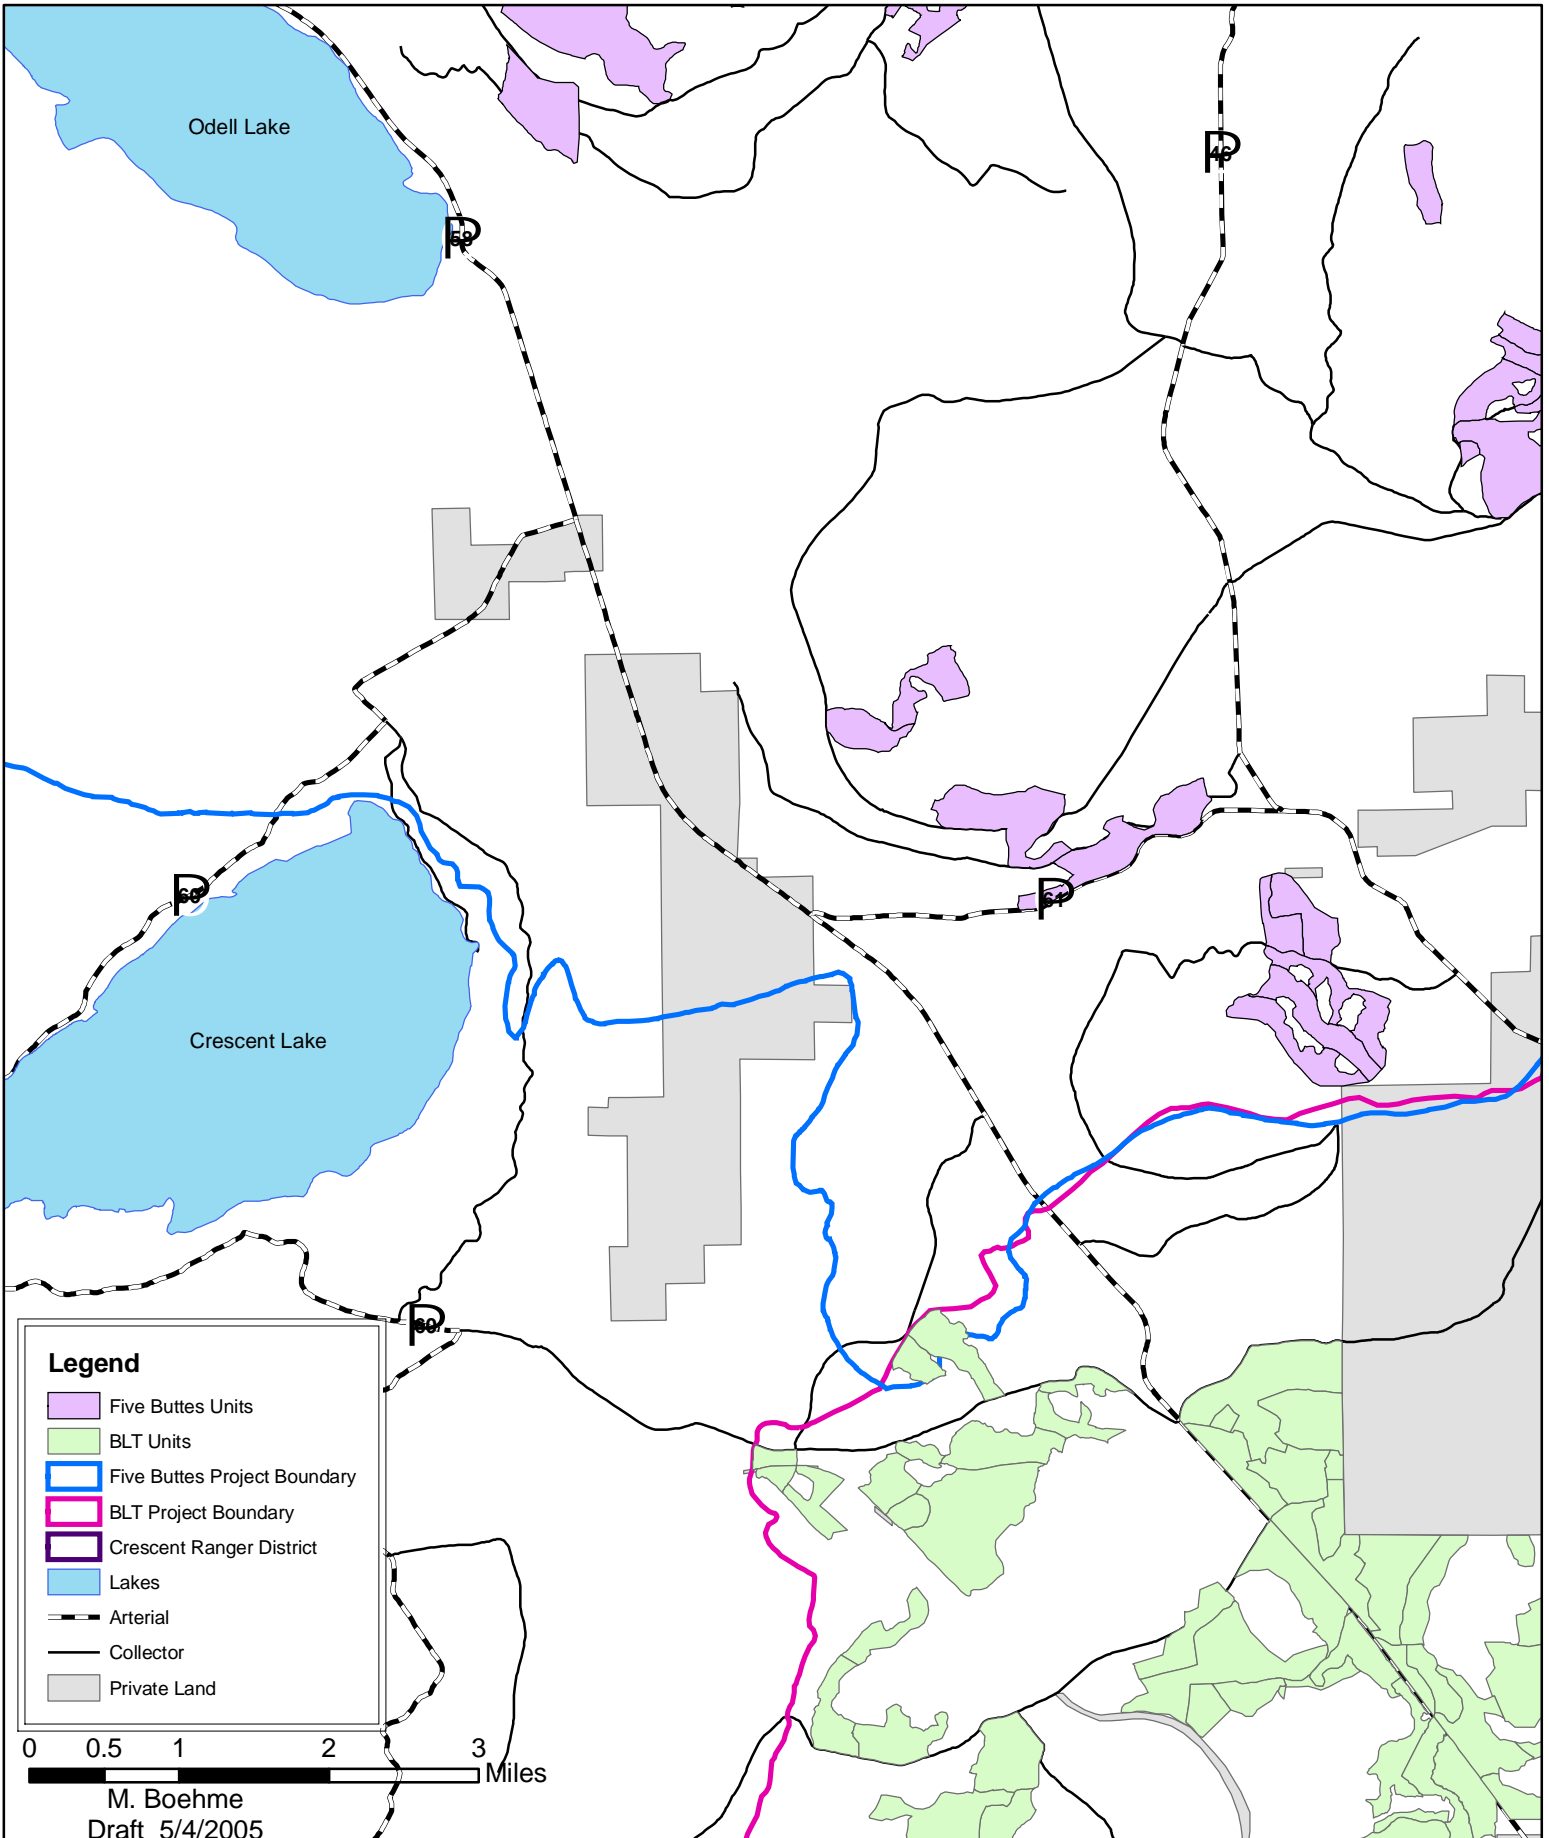 Odell Lake
P
46
P
58
P
60
P
61
Crescent Lake
P
60
Legend
Five Buttes Units
BLT Units
Five Buttes Project Boundary
BLT Project Boundary
Crescent Ranger District
Lakes
Arterial
Collector
Private Land
0 0.5 1 2 3
Miles
M. Boehme
Draft 5/4/2005